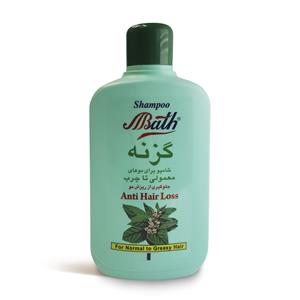 Shampoo
Bath
گزنه
شامپو برای موهای
معمولی تا چرب
جلوگیری از ریزش مو
Anti Hair Loss
For Normal to Greasy Hair